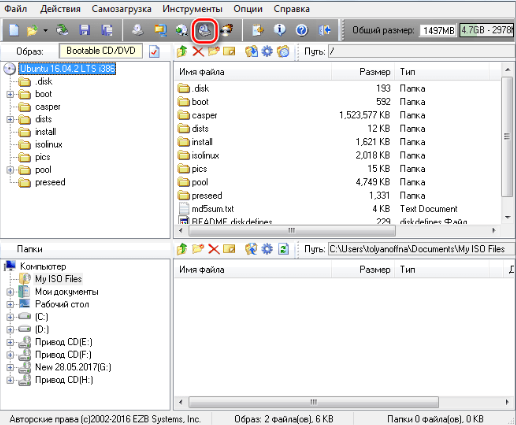 Файл Действия Самозагрузка Инструменты Опции Справка
Общий размер: 1497MB 4.7GB - 2978
Образ: Bootable CD/DVD Путь: /
Ubuntu 16.04.2 LTS i386
.disk
boot
casper
dists
install
isolinux
pics
pool
preseed
Имя файла Размер Тип
.disk 193 Папка
boot 592 Папка
casper 1,523,577 KB Папка
dists 12 KB Папка
install 1,621 KB Папка
isolinux 2,018 KB Папка
pics 15 KB Папка
pool 4,749 KB Папка
preseed 1,331 Папка
md5sum.txt 4 KB Text Document
README.diskdefines 229 diskdefines Файл
Папки Путь: C:\Users\tolyanoffna\Documents\My ISO Files
Компьютер
My ISO Files
Мои документы
Рабочий стол
(C:)
(D:)
Привод CD(E:)
Привод CD(F:)
New 28.05.2017(G:)
Привод CD(H:)
Имя файла Размер Тип Д
Авторские права (c)2002-2016 EZB Systems, Inc. Образ: 2 файла(ов), 6 KB Папки 0 файла(ов), 0 KB